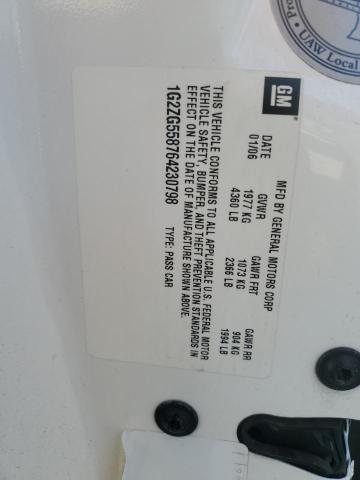 GM
MFD BY GENERAL MOTORS CORP
DATE GVWR GAWR FRT GAWR RR
01/06 1977 KG 1073 KG 904 KG
4360 LB 2366 LB 1994 LB
THIS VEHICLE CONFORMS TO ALL APPLICABLE U.S. FEDERAL MOTOR
VEHICLE SAFETY, BUMPER, AND THEFT PREVENTION STANDARDS IN
EFFECT ON THE DATE OF MANUFACTURE SHOWN ABOVE.
1G2ZG558764230798 TYPE: PASS CAR
UAW Local